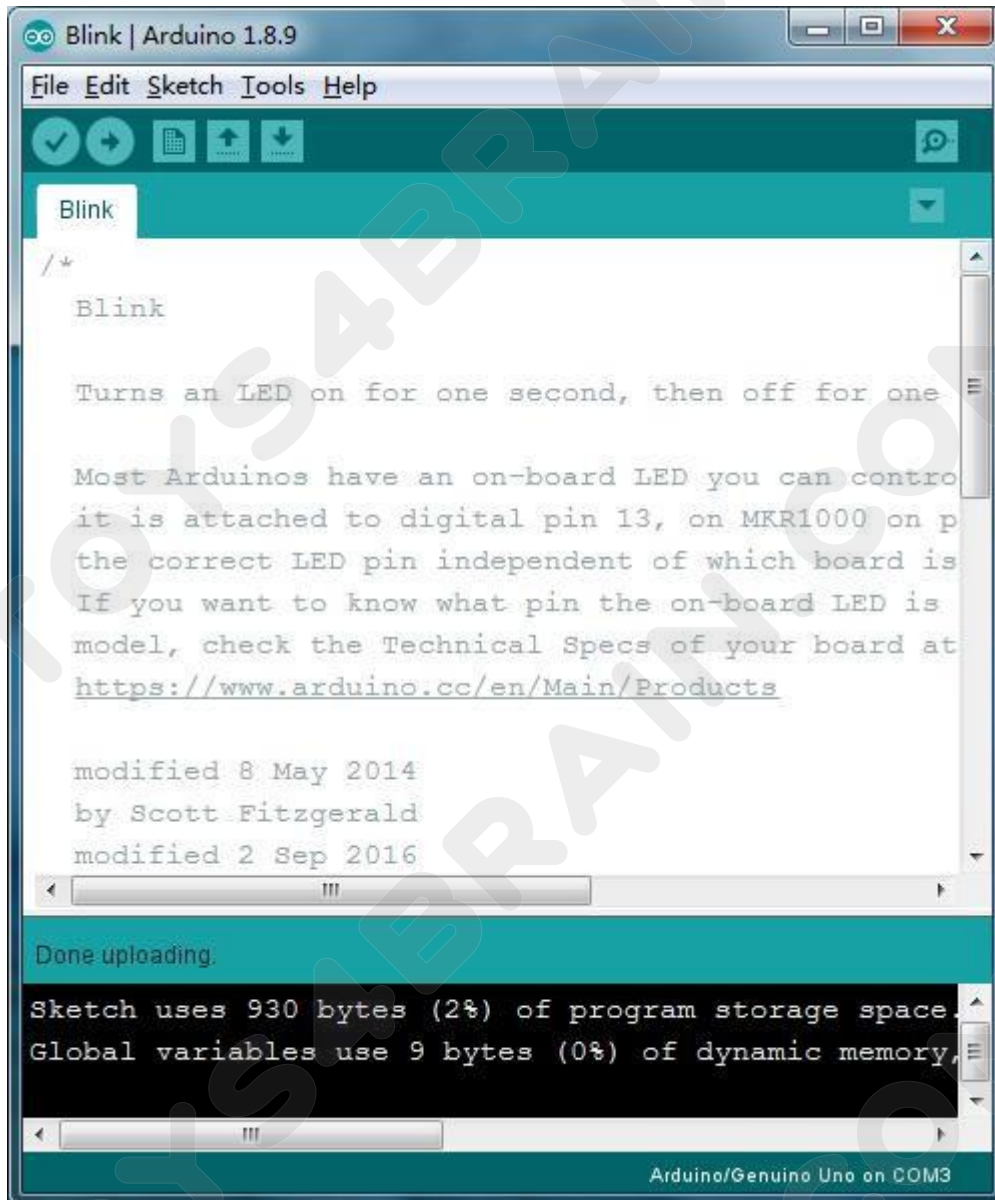 Blink | Arduino 1.8.9
File Edit Sketch Tools Help
Blink
/*
Blink
Turns an LED on for one second, then off for one
Most Arduinos have an on-board LED you can contro
it is attached to digital pin 13, on MKR1000 on p
the correct LED pin independent of which board is
If you want to know what pin the on-board LED is
model, check the Technical Specs of your board at
https://www.arduino.cc/en/Main/Products
modified 8 May 2014
by Scott Fitzgerald
modified 2 Sep 2016
Done uploading.
Sketch uses 930 bytes (2%) of program storage space.
Global variables use 9 bytes (0%) of dynamic memory,
Arduino/Genuino Uno on COM3
TOYS4BRAIN
TOYS4BRAIN.COM